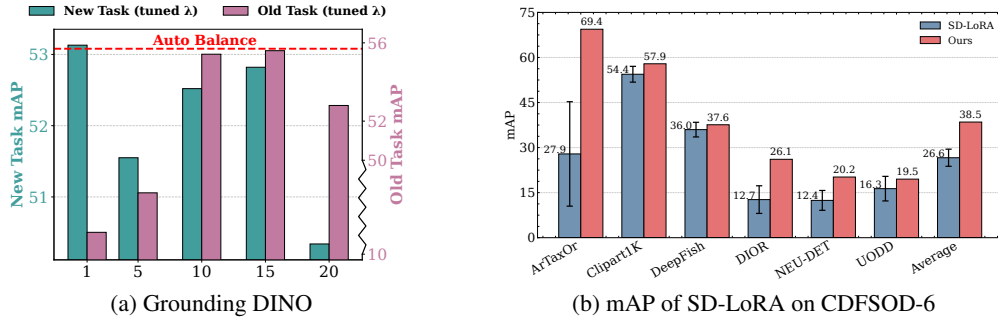 New Task (tuned λ) Old Task (tuned λ)
Auto Balance
New Task mAP
53
52
51
Old Task mAP
56
52
50
10
1 5 10 15 20
(a) Grounding DINO
mAP
75
60
45
30
15
0
SD-LoRA
Ours
27.9 69.4
54.4 57.9
36.0 37.6
12.7 26.1
12.4 20.2
16.3 19.5
26.6 38.5
ArTaxOr Clipart1K DeepFish DIOR NEU-DET UODD Average
(b) mAP of SD-LoRA on CDFSOD-6